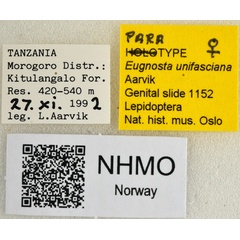 TANZANIA
Morogoro Distr.:
Kitulangalo For.
Res. 420-540 m
27. xi. 1992
leg. L.Aarvik
PARA
HOLOTYPE ♀
Eugnosta unifasciana
Aarvik
Genital slide 1152
Lepidoptera
Nat. hist. mus. Oslo
NHMO
Norway